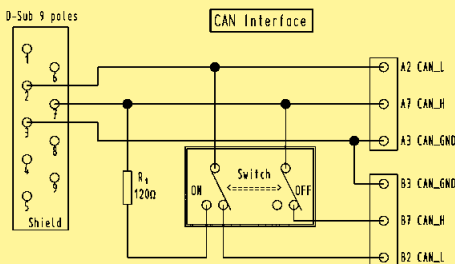 D-Sub 9 poles
CAN Interface
1
6
2
7
3
8
4
9
5
Shield
A2 CAN_L
A7 CAN_H
A3 CAN_GND
Switch
ON
OFF
R1
120Ω
B3 CAN_GND
B7 CAN_H
B2 CAN_L